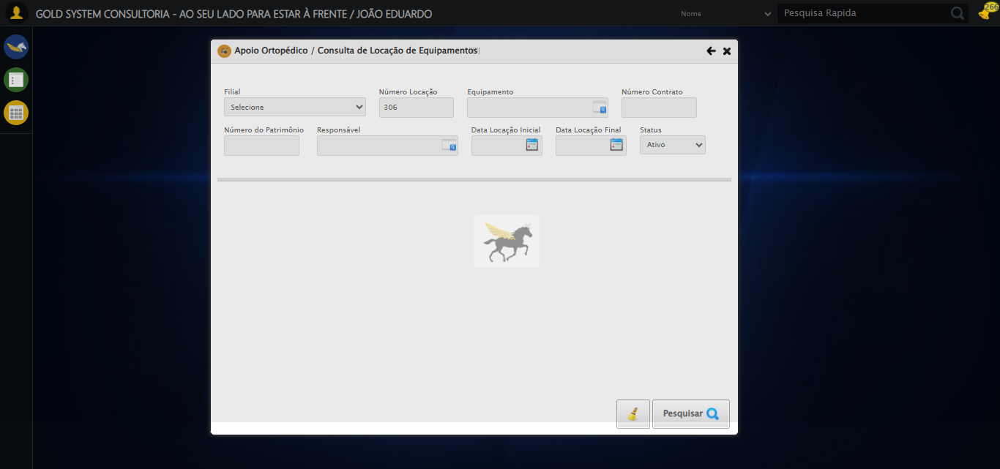 GOLD SYSTEM CONSULTORIA - AO SEU LADO PARA ESTAR À FRENTE / JOÃO EDUARDO
Nome
Pesquisa Rapida
266
Apoio Ortopédico / Consulta de Locação de Equipamentos
Filial
Número Locação
Equipamento
Número Contrato
Selecione
306
Número do Patrimônio
Responsável
Data Locação Inicial
Data Locação Final
Status
Ativo
Pesquisar